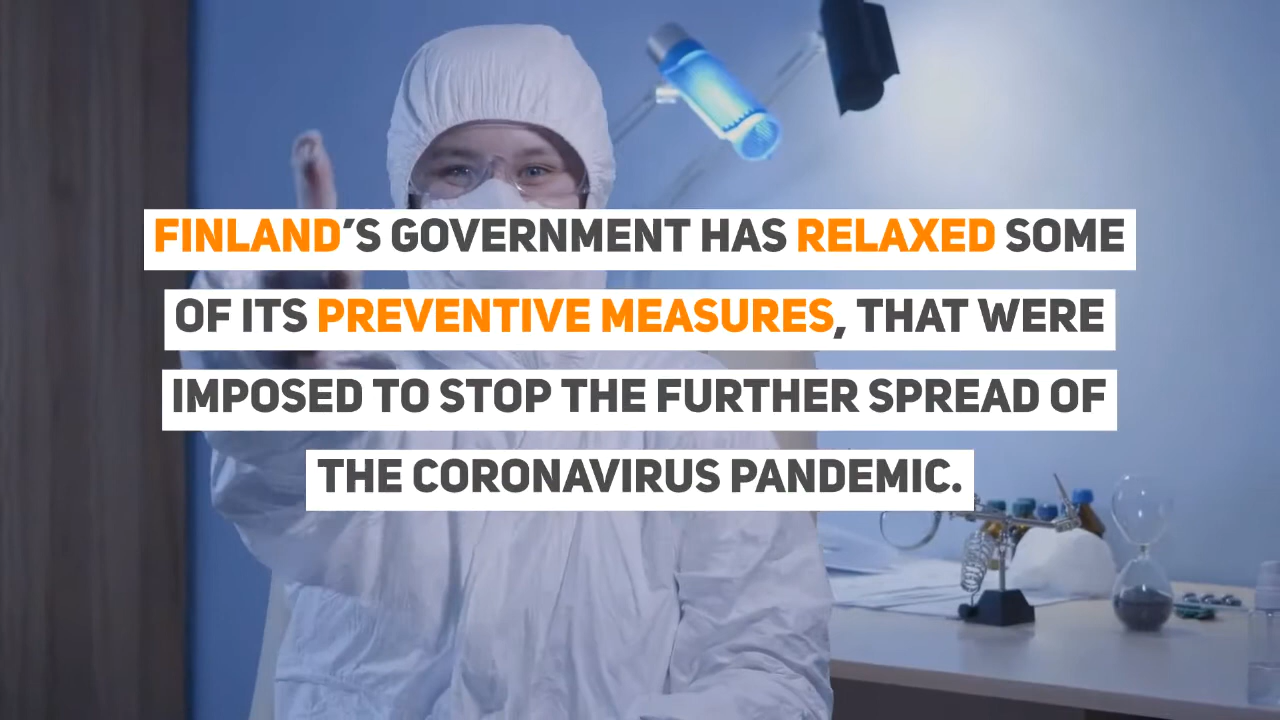 FINLAND'S GOVERNMENT HAS RELAXED SOME
OF ITS PREVENTIVE MEASURES, THAT WERE
IMPOSED TO STOP THE FURTHER SPREAD OF
THE CORONAVIRUS PANDEMIC.